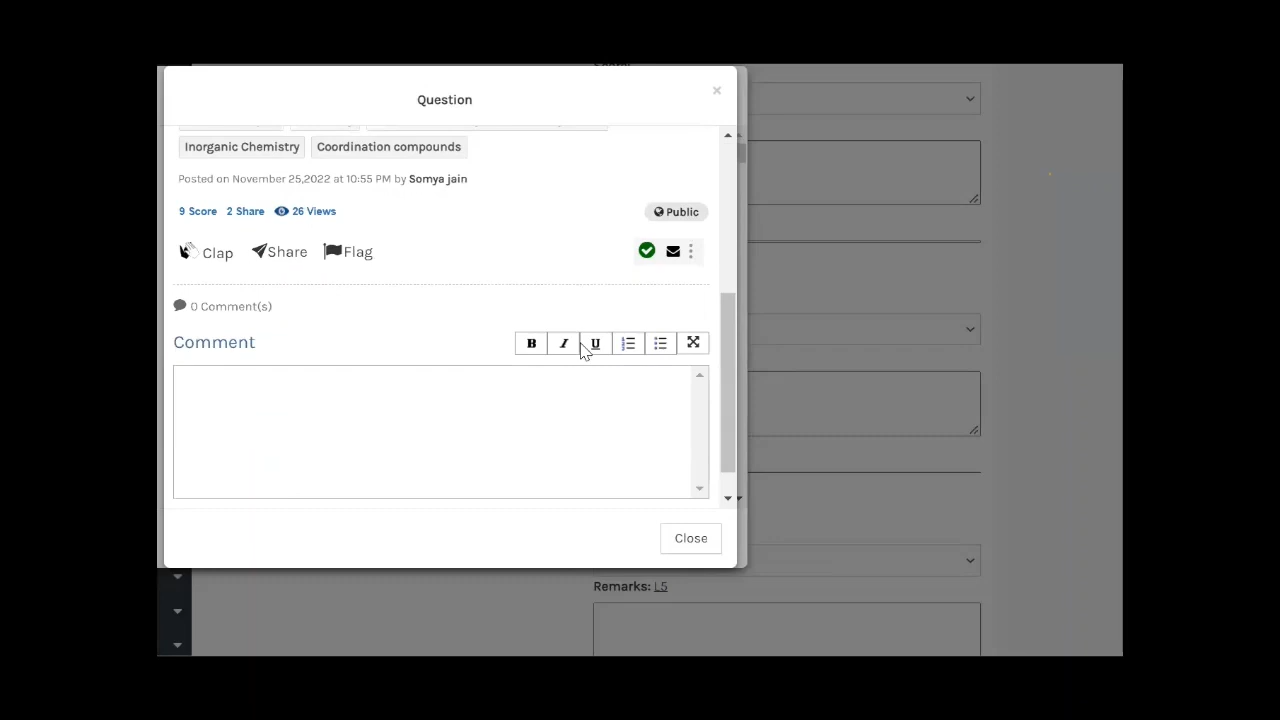 Question
×
Inorganic Chemistry Coordination compounds
Posted on November 25,2022 at 10:55 PM by Somya jain
9 Score 2 Share 26 Views
Public
Clap Share Flag
0 Comment(s)
Comment
B I U
Close
Remarks: L5